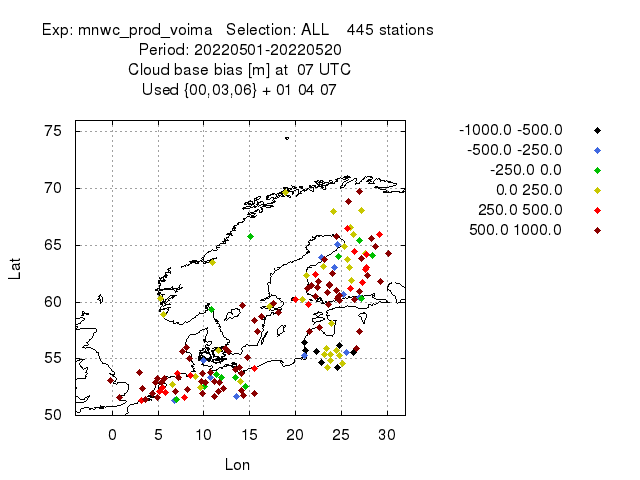 Exp: mnwc_prod_voima   Selection: ALL    445 stations
Period: 20220501-20220520
Cloud base bias [m] at  07 UTC
Used {00,03,06} + 01 04 07
-1000.0 -500.0
-500.0 -250.0
-250.0 0.0
0.0 250.0
250.0 500.0
500.0 1000.0
75
70
65
60
55
50
Lat
0 5 10 15 20 25 30
Lon